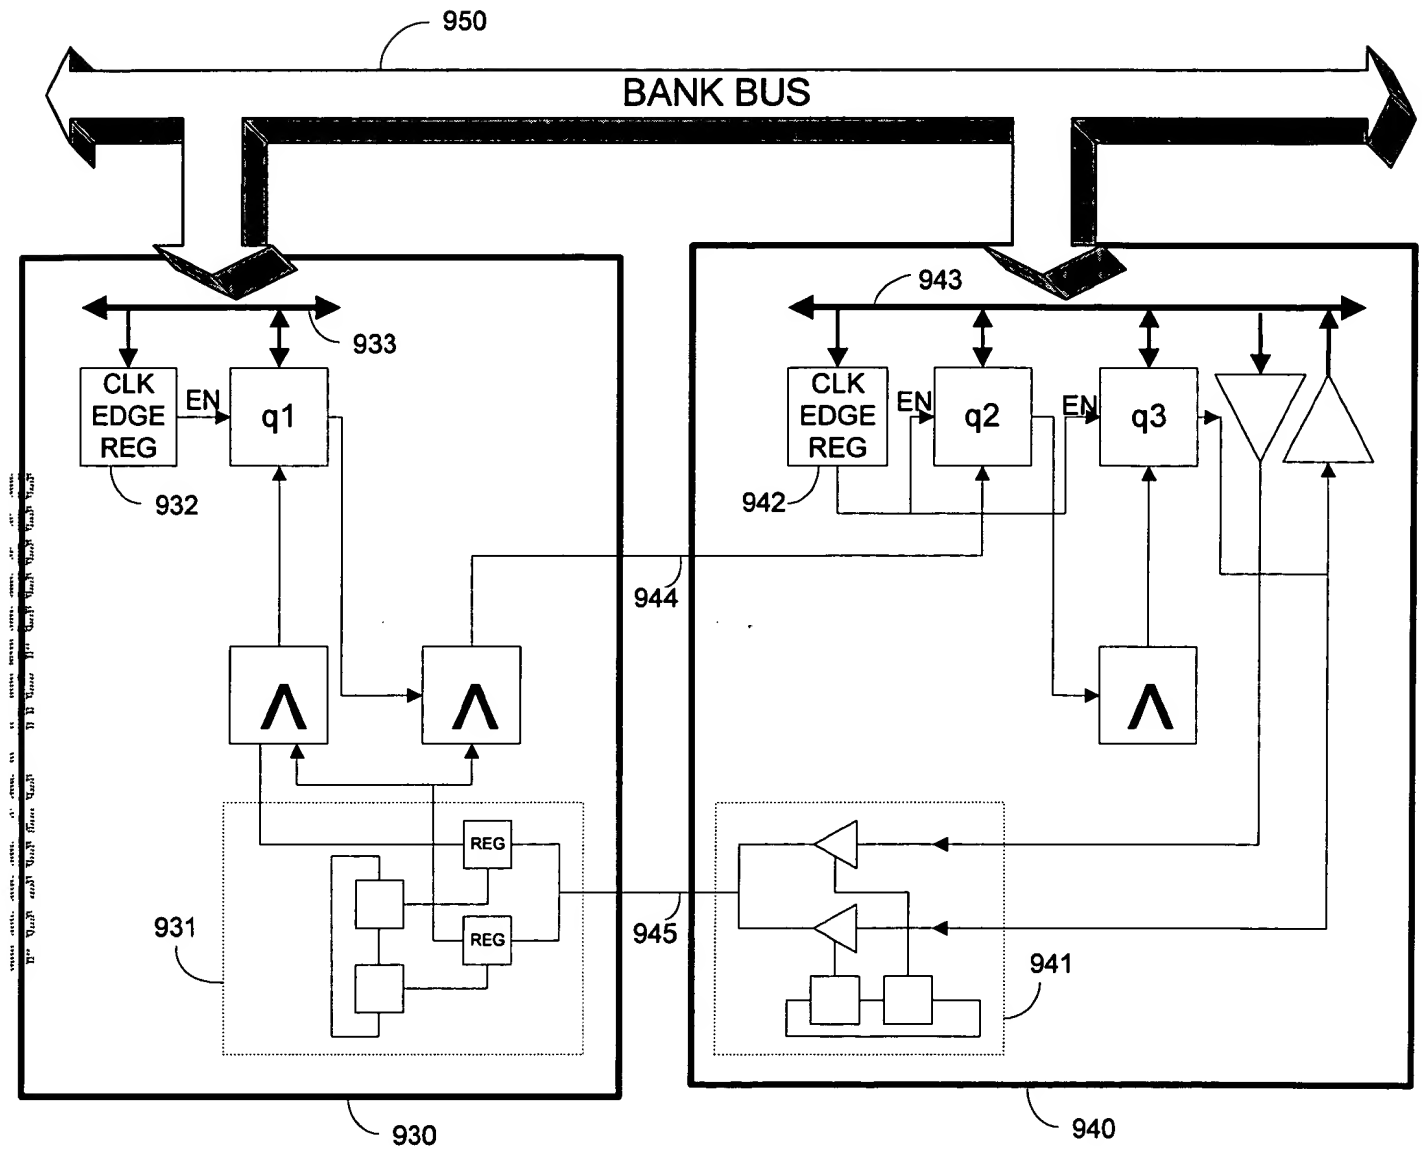 950
BANK BUS
943
933
CLK
EDGE
REG
EN
q1
932
CLK
EDGE
REG
EN
q2
EN
q3
942
944
Λ
Λ
Λ
REG
REG
931
945
941
930
940